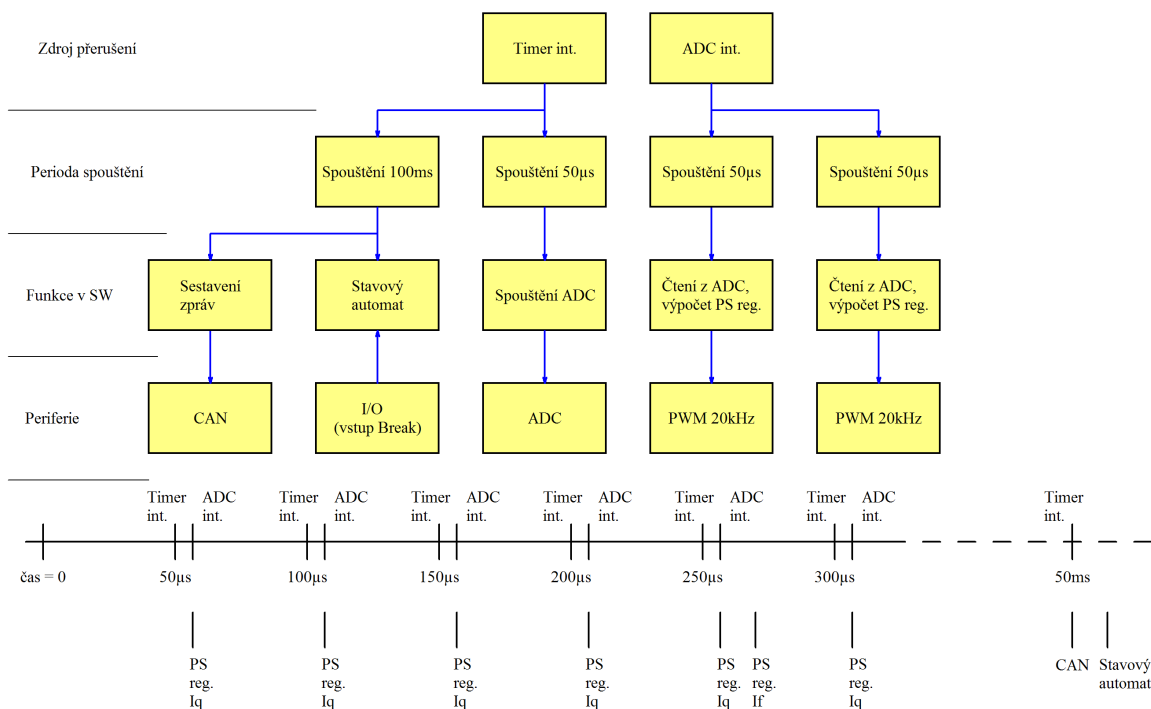 Zdroj přerušení
Timer int.
ADC int.
Perioda spouštění
Spouštění 100ms
Spouštění 50µs
Spouštění 50µs
Spouštění 50µs
Funkce v SW
Sestavení
zpráv
Stavový
automat
Spouštění ADC
Čtení z ADC,
výpočet PS reg.
Čtení z ADC,
výpočet PS reg.
Periferie
CAN
I/O
(vstup Break)
ADC
PWM 20kHz
PWM 20kHz
Timer
int.
ADC
int.
Timer
int.
ADC
int.
Timer
int.
ADC
int.
Timer
int.
ADC
int.
Timer
int.
ADC
int.
Timer
int.
ADC
int.
Timer
int.
čas = 0
50µs
100µs
150µs
200µs
250µs
300µs
50ms
PS
reg.
Iq
PS
reg.
Iq
PS
reg.
Iq
PS
reg.
Iq
PS
reg.
Iq
PS
reg.
If
PS
reg.
Iq
CAN
Stavový
automat